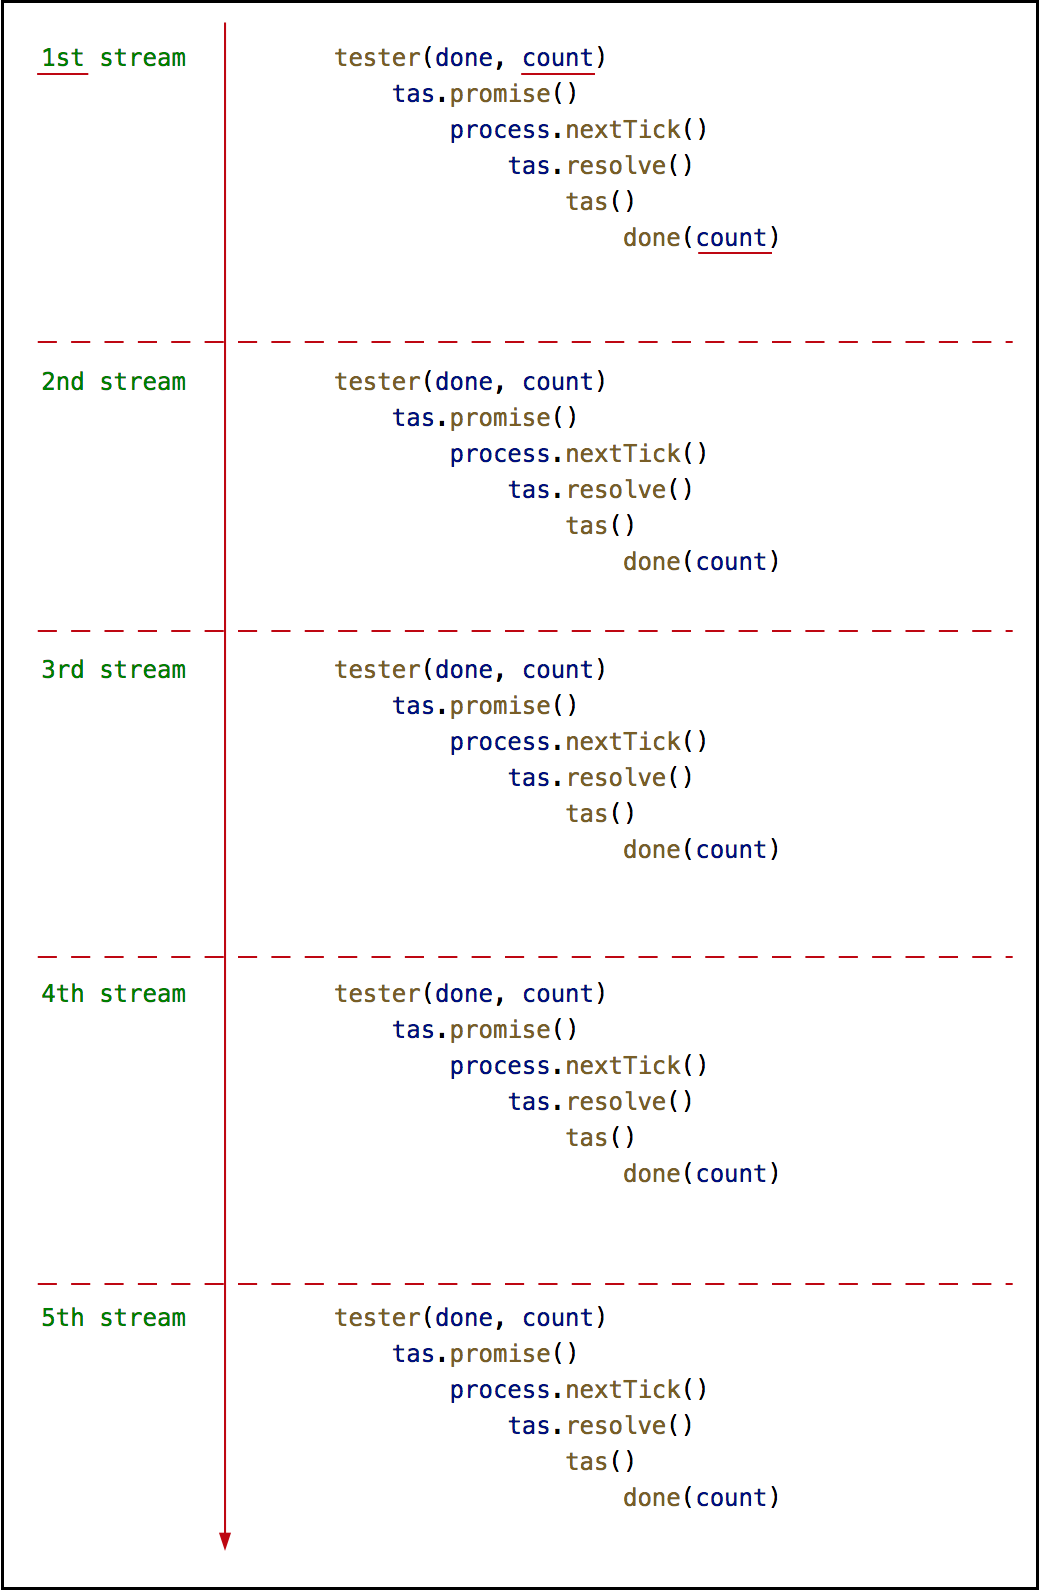 1st stream tester(done, count)
tas.promise()
process.nextTick()
tas.resolve()
tas()
done(count)
2nd stream tester(done, count)
tas.promise()
process.nextTick()
tas.resolve()
tas()
done(count)
3rd stream tester(done, count)
tas.promise()
process.nextTick()
tas.resolve()
tas()
done(count)
4th stream tester(done, count)
tas.promise()
process.nextTick()
tas.resolve()
tas()
done(count)
5th stream tester(done, count)
tas.promise()
process.nextTick()
tas.resolve()
tas()
done(count)